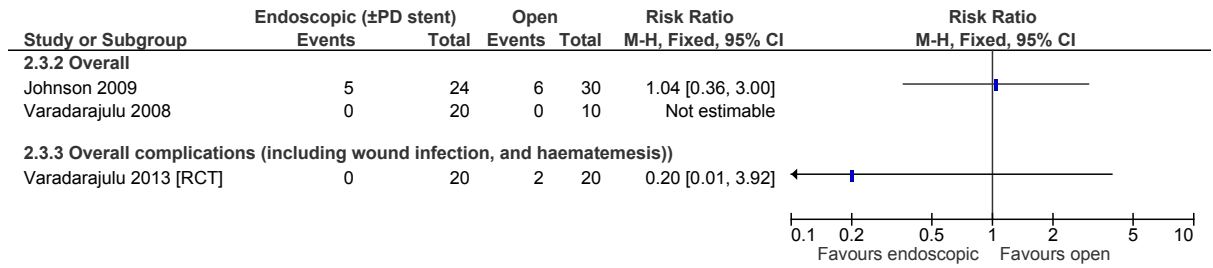 Endoscopic (±PD stent) Open Risk Ratio Risk Ratio
Study or Subgroup Events Total Events Total M-H, Fixed, 95% CI M-H, Fixed, 95% CI
2.3.2 Overall
Johnson 2009 5 24 6 30 1.04 [0.36, 3.00]
Varadarajulu 2008 0 20 0 10 Not estimable
2.3.3 Overall complications (including wound infection, and haematemesis))
Varadarajulu 2013 [RCT] 0 20 2 20 0.20 [0.01, 3.92]
0.1 0.2 0.5 1 2 5 10
Favours endoscopic Favours open